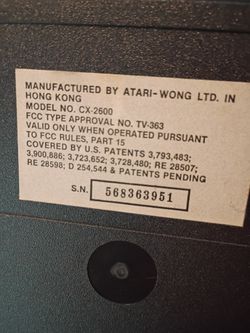 MANUFACTURED BY ATARI-WONG LTD. IN
HONG KONG
MODEL NO. CX-2600
FCC TYPE APPROVAL NO. TV-363
VALID ONLY WHEN OPERATED PURSUANT
TO FCC RULES, PART 15
COVERED BY U.S. PATENTS 3,793,483;
3,900,886; 3,723,652; 3,728,480; RE 28507;
RE 28598; D 254,544 & PATENTS PENDING
S.N. 568363951